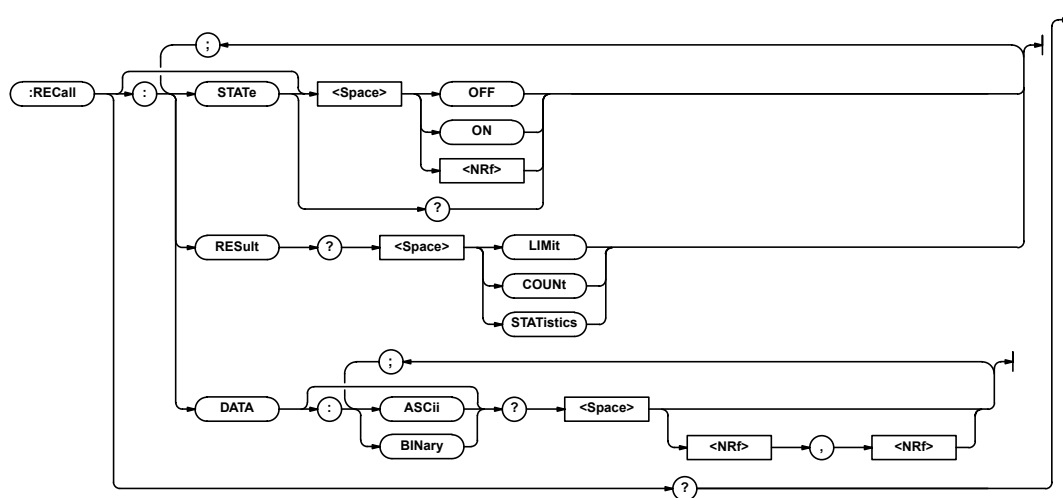 ;
:RECall : STATe <Space> OFF
ON
<NRf>
?
RESult ? <Space> LIMit
COUNt
STATistics
;
DATA : ASCii ? <Space>
BINary <NRf> , <NRf>
?